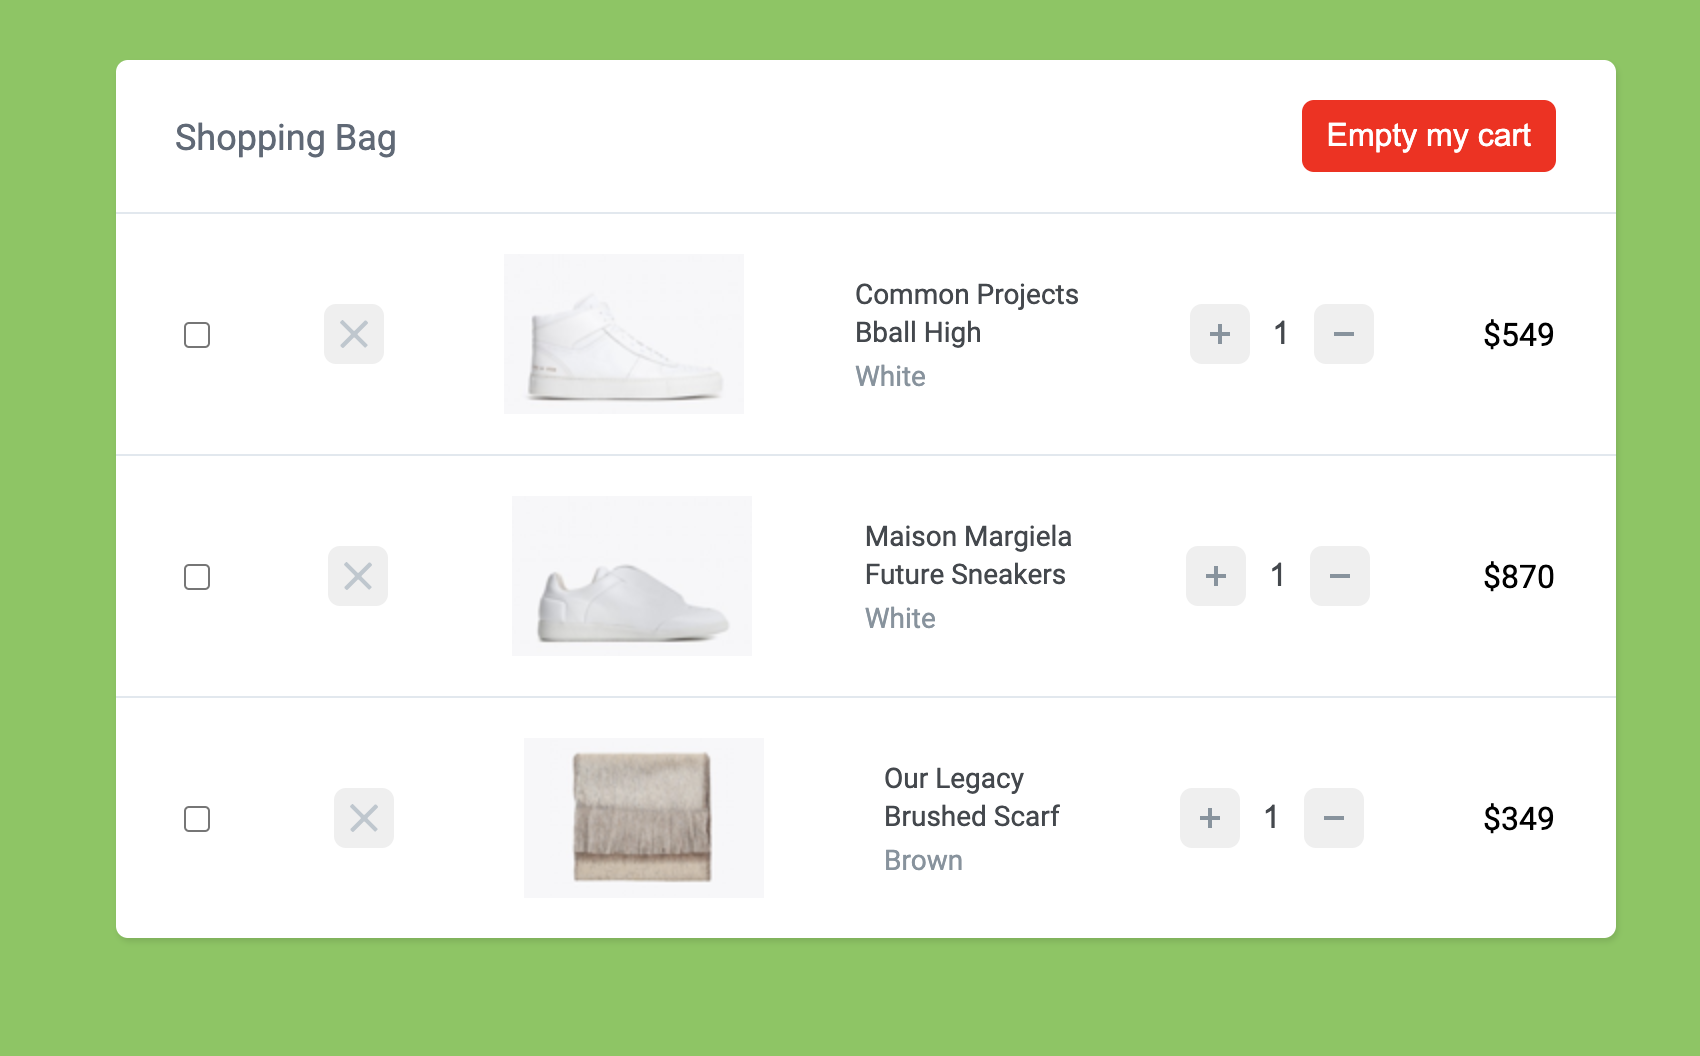 Shopping Bag
Empty my cart
Common Projects
Bball High
White
1
$549
Maison Margiela
Future Sneakers
White
1
$870
Our Legacy
Brushed Scarf
Brown
1
$349